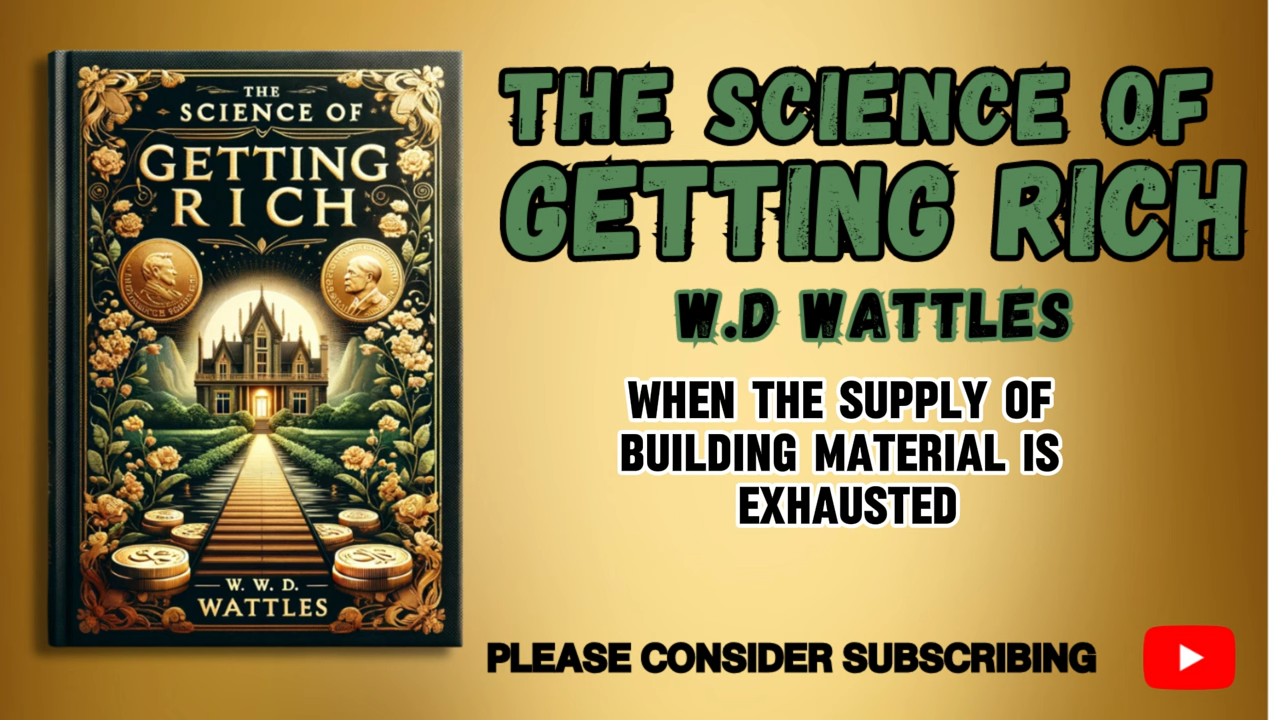 THE
SCIENCE OF
GETTING
RICH
W. W. D.
WATTLES
THE SCIENCE OF
GETTING RICH
W.D WATTLES
WHEN THE SUPPLY OF
BUILDING MATERIAL IS
EXHAUSTED
PLEASE CONSIDER SUBSCRIBING